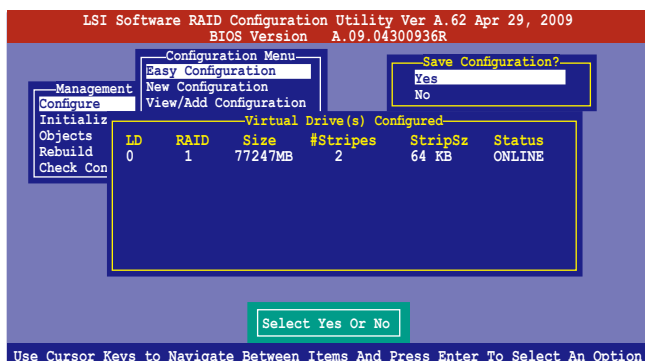 LSI Software RAID Configuration Utility Ver A.62 Apr 29, 2009
BIOS Version A.09.04300936R
Configuration Menu
Easy Configuration
New Configuration
View/Add Configuration
Save Configuration?
Yes
No
Management
Configure
Initializ
Objects
Rebuild
Check Con
Virtual Drive(s) Configured
LD RAID Size #Stripes StripSz Status
0 1 77247MB 2 64 KB ONLINE
Select Yes Or No
Use Cursor Keys to Navigate Between Items And Press Enter To Select An Option